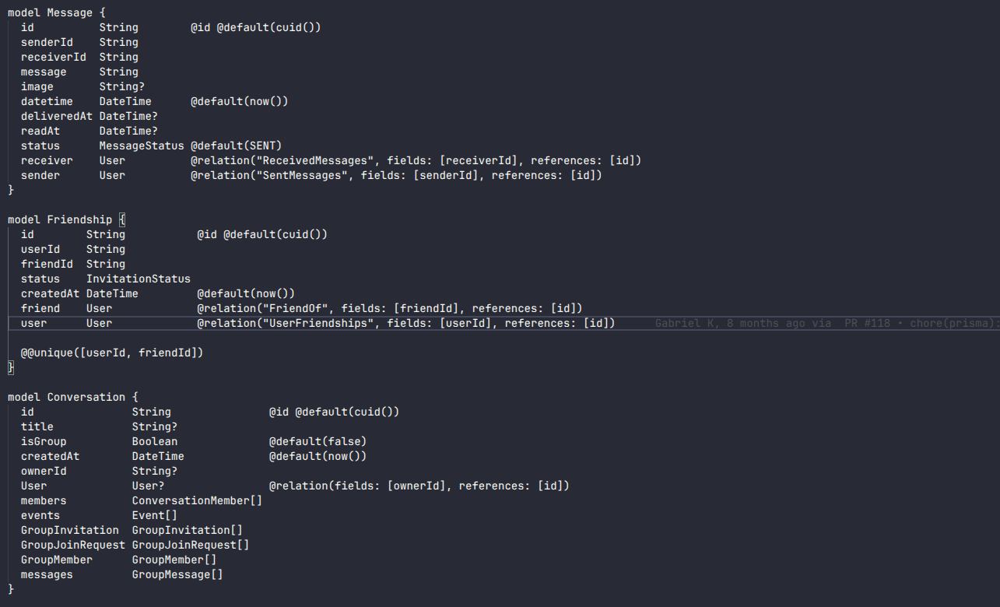 model Message {
  id          String        @id @default(cuid())
  senderId    String
  receiverId  String
  message     String
  image       String?
  datetime    DateTime      @default(now())
  deliveredAt DateTime?
  readAt      DateTime?
  status      MessageStatus @default(SENT)
  receiver    User          @relation("ReceivedMessages", fields: [receiverId], references: [id])
  sender      User          @relation("SentMessages", fields: [senderId], references: [id])
}

model Friendship {
  id        String           @id @default(cuid())
  userId    String
  friendId  String
  status    InvitationStatus
  createdAt DateTime         @default(now())
  friend    User             @relation("FriendOf", fields: [friendId], references: [id])
  user      User             @relation("UserFriendships", fields: [userId], references: [id])      Gabriel K, 8 months ago via  PR #118 • chore(prisma):

  @@unique([userId, friendId])
}

model Conversation {
  id               String               @id @default(cuid())
  title            String?
  isGroup          Boolean              @default(false)
  createdAt        DateTime             @default(now())
  ownerId          String?
  User             User?                @relation(fields: [ownerId], references: [id])
  members          ConversationMember[]
  events           Event[]
  GroupInvitation  GroupInvitation[]
  GroupJoinRequest GroupJoinRequest[]
  GroupMember      GroupMember[]
  messages         GroupMessage[]
}